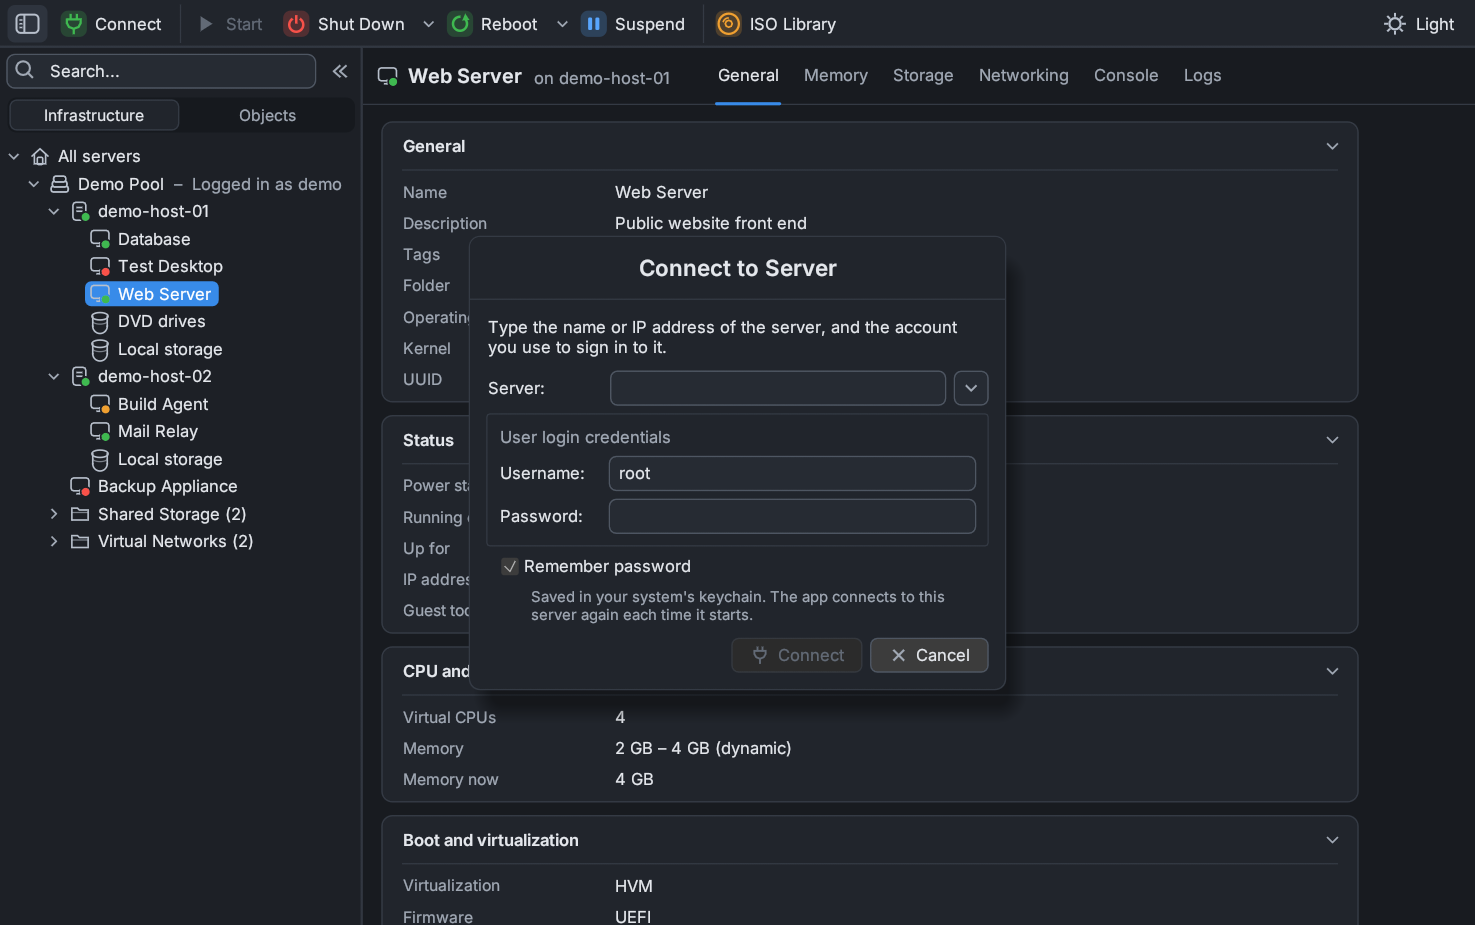 Connect
Start
Shut Down
Reboot
Suspend
ISO Library
Light
Search...
Infrastructure
Objects
All servers
Demo Pool – Logged in as demo
demo-host-01
Database
Test Desktop
Web Server
DVD drives
Local storage
demo-host-02
Build Agent
Mail Relay
Local storage
Backup Appliance
Shared Storage (2)
Virtual Networks (2)
Web Server on demo-host-01
General
Memory
Storage
Networking
Console
Logs
General
Name Web Server
Description Public website front end
Tags
Folder
Kernel
UUID
Status
Power
Running
Up for
IP
Guest
CPU and
Virtual CPUs 4
Memory 2 GB – 4 GB (dynamic)
Memory now 4 GB
Boot and virtualization
Virtualization HVM
Firmware UEFI
Connect to Server
Type the name or IP address of the server, and the account
you use to sign in to it.
Server:
User login credentials
Username: root
Password:
Remember password
Saved in your system's keychain. The app connects to this
server again each time it starts.
Connect
Cancel